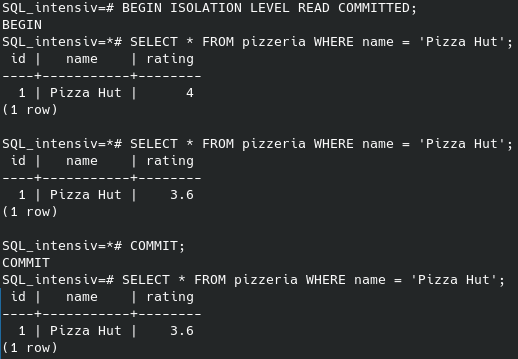 SQL_intensiv=# BEGIN ISOLATION LEVEL READ COMMITTED;
BEGIN
SQL_intensiv=*# SELECT * FROM pizzeria WHERE name = 'Pizza Hut';
 id |   name    | rating
----+-----------+--------
  1 | Pizza Hut |      4
(1 row)

SQL_intensiv=*# SELECT * FROM pizzeria WHERE name = 'Pizza Hut';
 id |   name    | rating
----+-----------+--------
  1 | Pizza Hut |    3.6
(1 row)

SQL_intensiv=*# COMMIT;
COMMIT
SQL_intensiv=# SELECT * FROM pizzeria WHERE name = 'Pizza Hut';
 id |   name    | rating
----+-----------+--------
  1 | Pizza Hut |    3.6
(1 row)